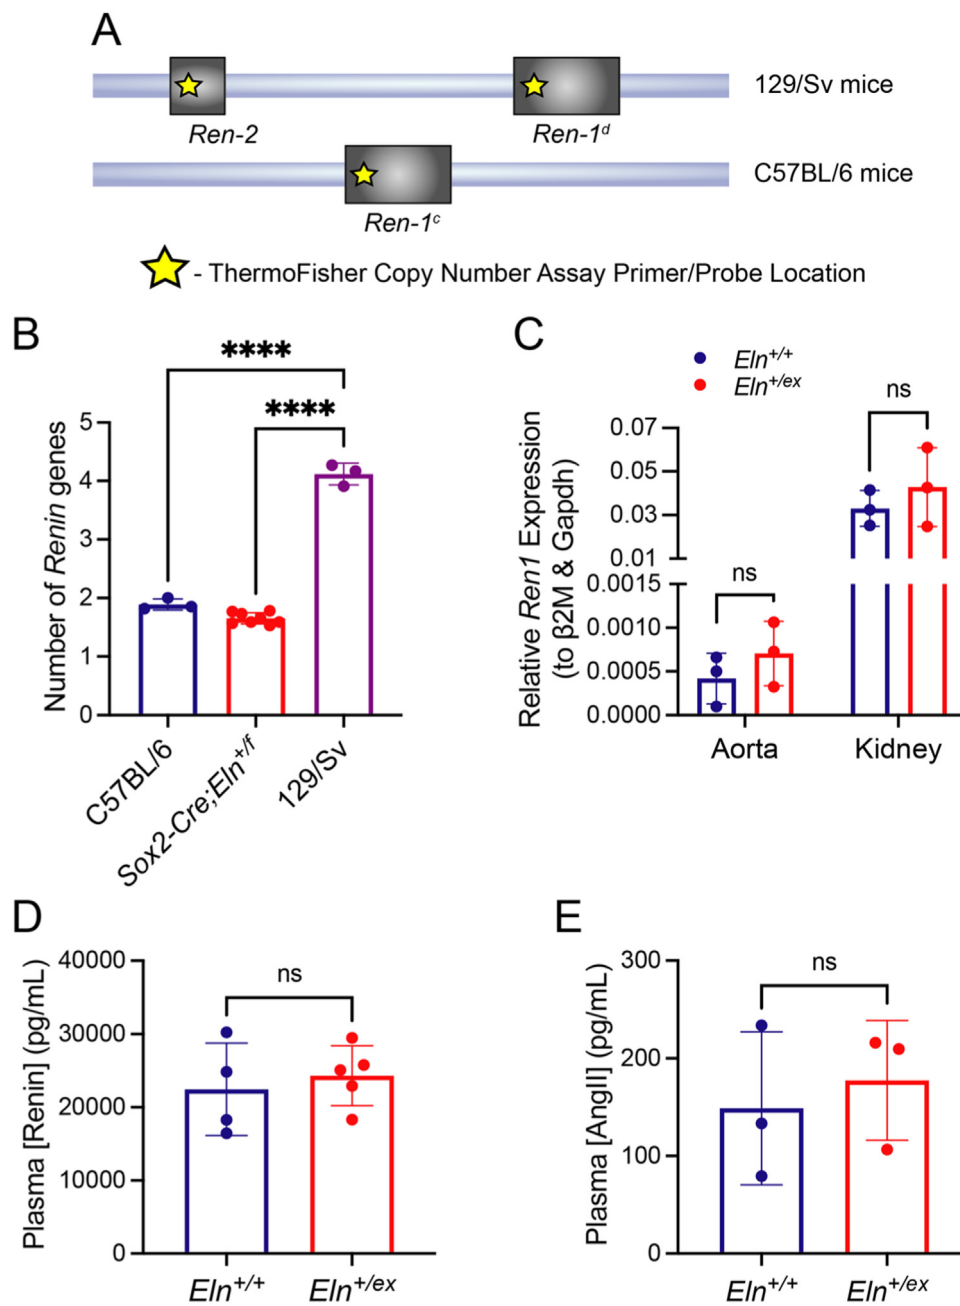 A
129/Sv mice
Ren-2
Ren-1ᵈ
C57BL/6 mice
Ren-1ᶜ
- ThermoFisher Copy Number Assay Primer/Probe Location
B
****
****
Number of Renin genes
5
4
3
2
1
0
C57BL/6
Sox2-Cre;Eln⁺/ᶠ
129/Sv
C
Eln⁺/⁺
Eln⁺/ᵉˣ
Relative Ren1 Expression
(to β2M & Gapdh)
0.07
0.05
0.03
0.01
0.0015
0.0010
0.0005
0.0000
ns
ns
Aorta
Kidney
D
Plasma [Renin] (pg/mL)
40000
30000
20000
10000
0
ns
Eln⁺/⁺
Eln⁺/ᵉˣ
E
Plasma [AngII] (pg/mL)
300
200
100
0
ns
Eln⁺/⁺
Eln⁺/ᵉˣ